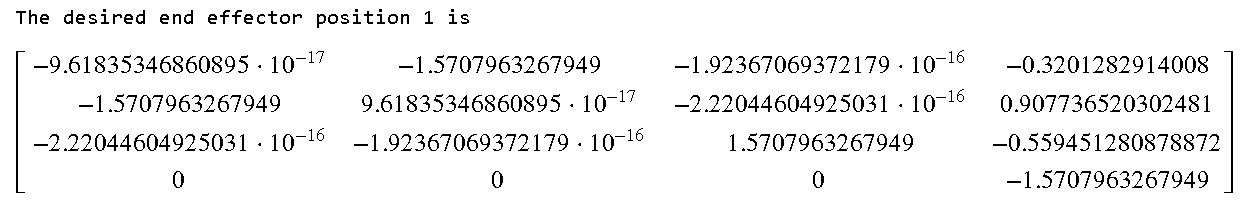 The desired end effector position 1 is
−9.61835346860895 · 10⁻¹⁷ −1.5707963267949 −1.92367069372179 · 10⁻¹⁶ −0.3201282914008
−1.5707963267949 9.61835346860895 · 10⁻¹⁷ −2.22044604925031 · 10⁻¹⁶ 0.907736520302481
−2.22044604925031 · 10⁻¹⁶ −1.92367069372179 · 10⁻¹⁶ 1.5707963267949 −0.559451280878872
0 0 0 −1.5707963267949